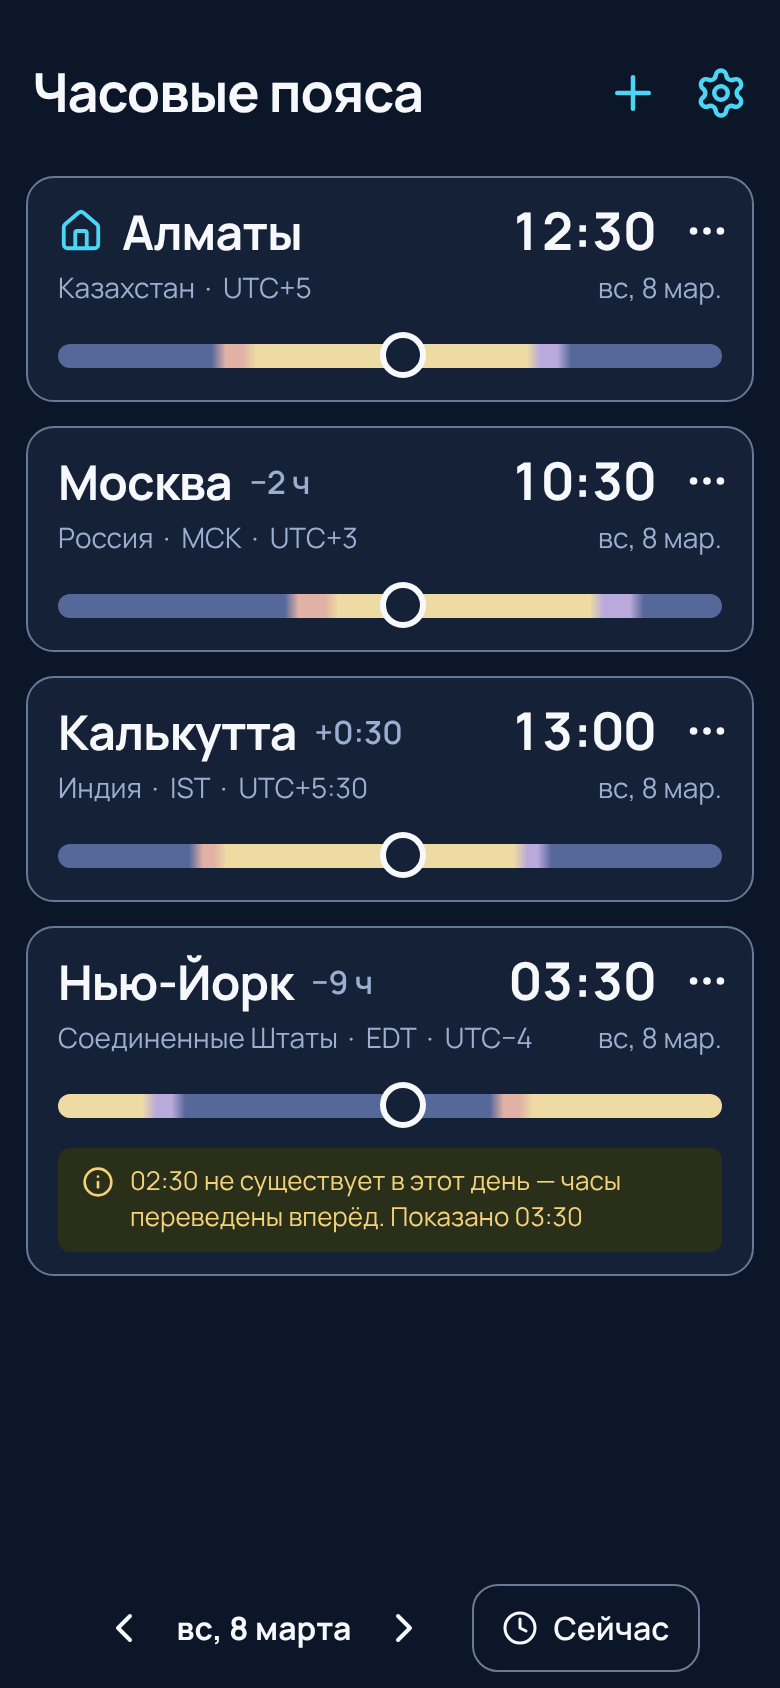 Часовые пояса
Алматы 12:30
Казахстан · UTC+5 вс, 8 мар.
Москва −2 ч 10:30
Россия · МСК · UTC+3 вс, 8 мар.
Калькутта +0:30 13:00
Индия · IST · UTC+5:30 вс, 8 мар.
Нью-Йорк −9 ч 03:30
Соединенные Штаты · EDT · UTC−4 вс, 8 мар.
02:30 не существует в этот день — часы
переведены вперёд. Показано 03:30
вс, 8 марта Сейчас